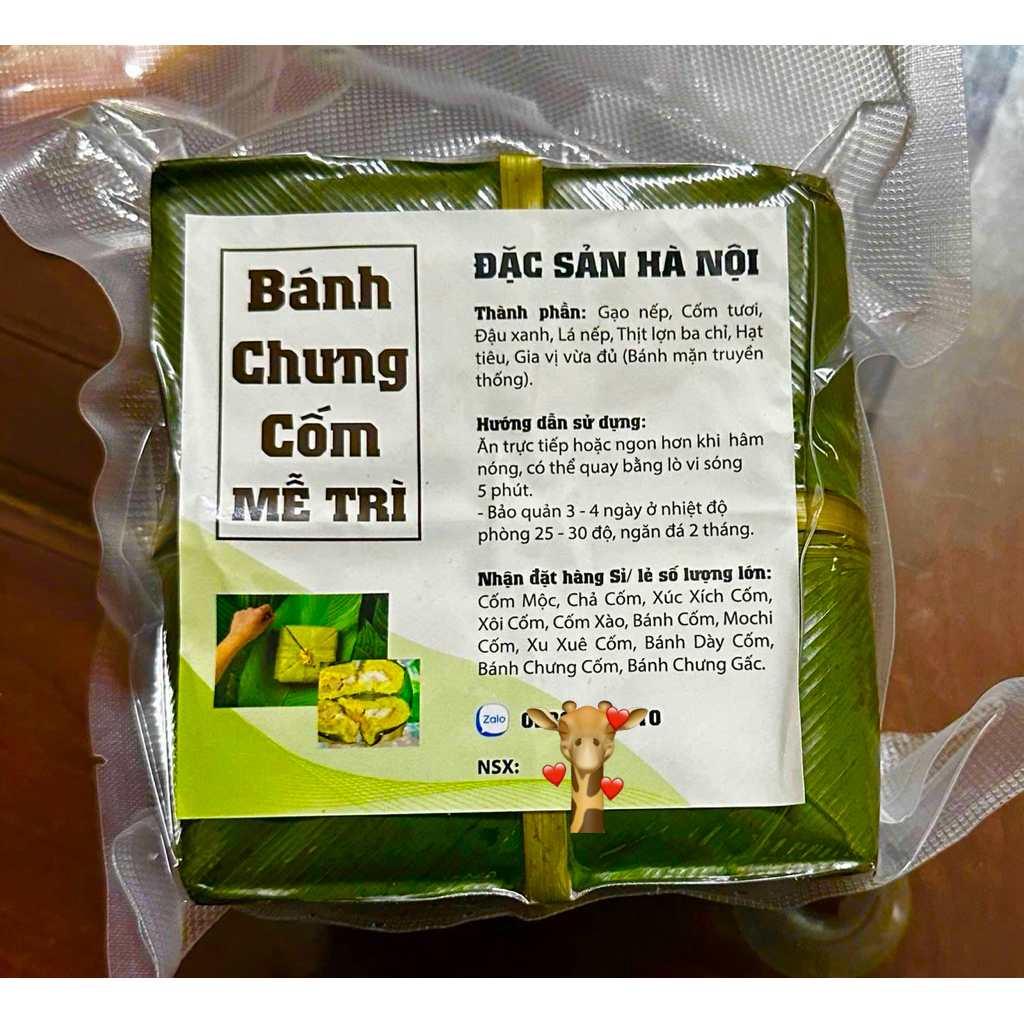 Bánh
Chưng
Cốm
MỄ TRÌ
ĐẶC SẢN HÀ NỘI
Thành phần: Gạo nếp, Cốm tươi,
Đậu xanh, Lá nếp, Thịt lợn ba chỉ, Hạt
tiêu, Gia vị vừa đủ (Bánh mặn truyền
thống).
Hướng dẫn sử dụng:
Ăn trực tiếp hoặc ngon hơn khi hâm
nóng, có thể quay bằng lò vi sóng
5 phút.
- Bảo quản 3 - 4 ngày ở nhiệt độ
phòng 25 - 30 độ, ngăn đá 2 tháng.
Nhận đặt hàng Sỉ/ lẻ số lượng lớn:
Cốm Mộc, Chả Cốm, Xúc Xích Cốm,
Xôi Cốm, Cốm Xào, Bánh Cốm, Mochi
Cốm, Xu Xuê Cốm, Bánh Dày Cốm,
Bánh Chưng Cốm, Bánh Chưng Gấc.
Zalo
NSX: